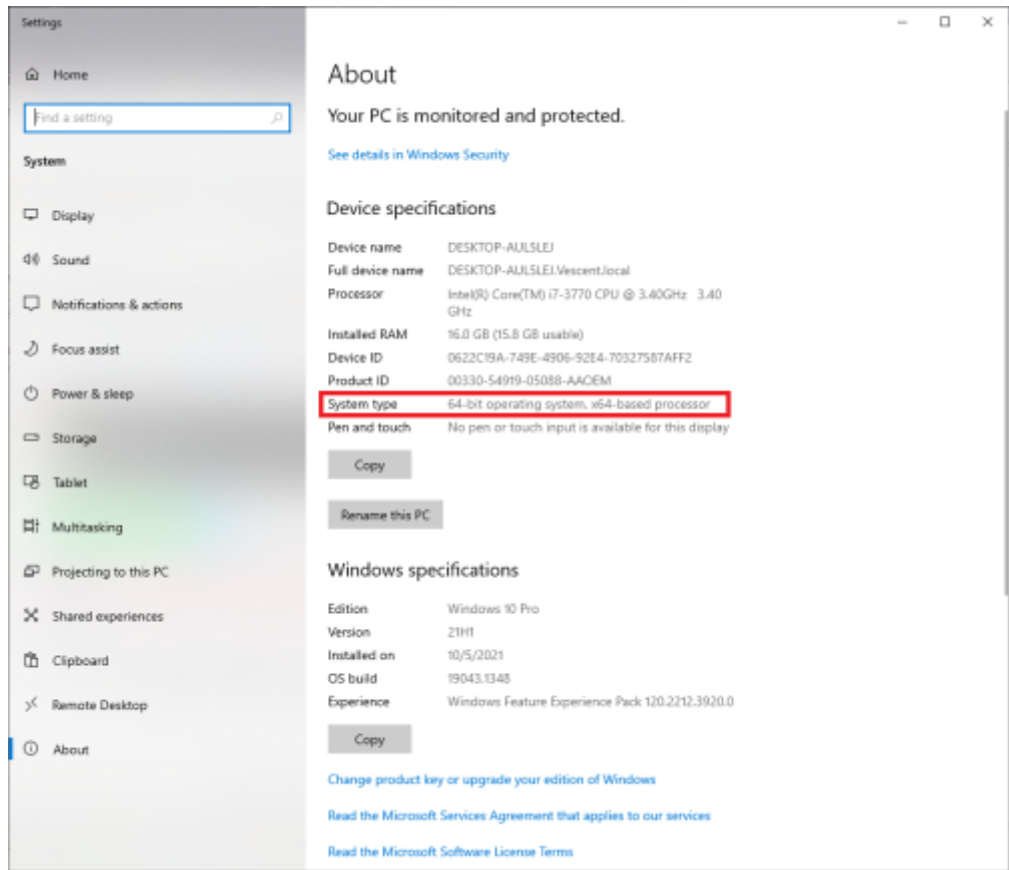 Settings
Home
Find a setting
System
Display
Sound
Notifications & actions
Focus assist
Power & sleep
Storage
Tablet
Multitasking
Projecting to this PC
Shared experiences
Clipboard
Remote Desktop
About
About
Your PC is monitored and protected.
See details in Windows Security
Device specifications
Device name DESKTOP-AUL5LEJ
Full device name DESKTOP-AUL5LEJ.Vescent.local
Processor Intel(R) Core(TM) i7-3770 CPU @ 3.40GHz 3.40
GHz
Installed RAM 16.0 GB (15.8 GB usable)
Device ID 0622C19A-749E-4906-92E4-70327587AFF2
Product ID 00330-54919-05088-AAOEM
System type 64-bit operating system, x64-based processor
Pen and touch No pen or touch input is available for this display
Copy
Rename this PC
Windows specifications
Edition Windows 10 Pro
Version 21H1
Installed on 10/5/2021
OS build 19043.1348
Experience Windows Feature Experience Pack 120.2212.3920.0
Copy
Change product key or upgrade your edition of Windows
Read the Microsoft Services Agreement that applies to our services
Read the Microsoft Software License Terms